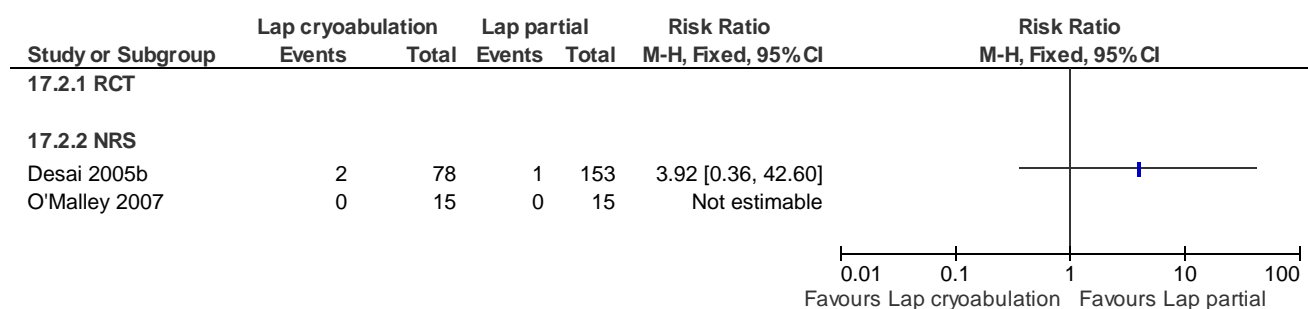 Lap cryoabulation Lap partial Risk Ratio Risk Ratio
Study or Subgroup Events Total Events Total M-H, Fixed, 95% CI M-H, Fixed, 95% CI
17.2.1 RCT
17.2.2 NRS
Desai 2005b 2 78 1 153 3.92 [0.36, 42.60]
O'Malley 2007 0 15 0 15 Not estimable
0.01 0.1 1 10 100
Favours Lap cryoabulation Favours Lap partial